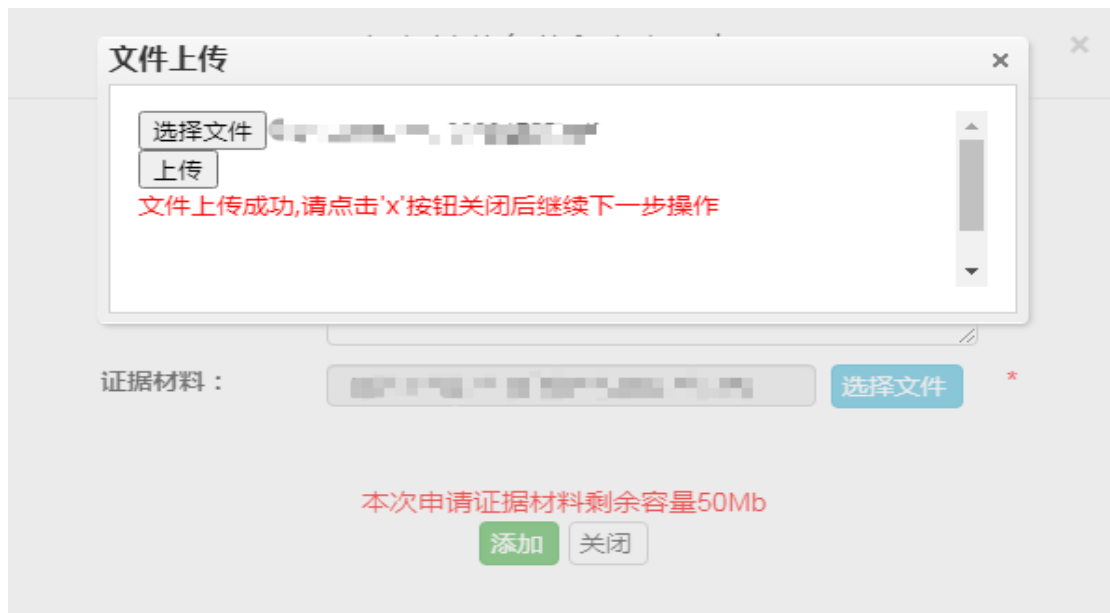 文件上传
选择文件
上传
文件上传成功,请点击'x'按钮关闭后继续下一步操作
证据材料：
选择文件 *
本次申请证据材料剩余容量50Mb
添加 关闭